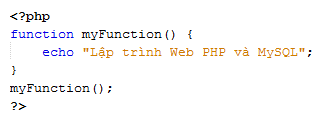 <?php
function myFunction() {
    echo "Lập trình Web PHP và MySQL";
}
myFunction();
?>